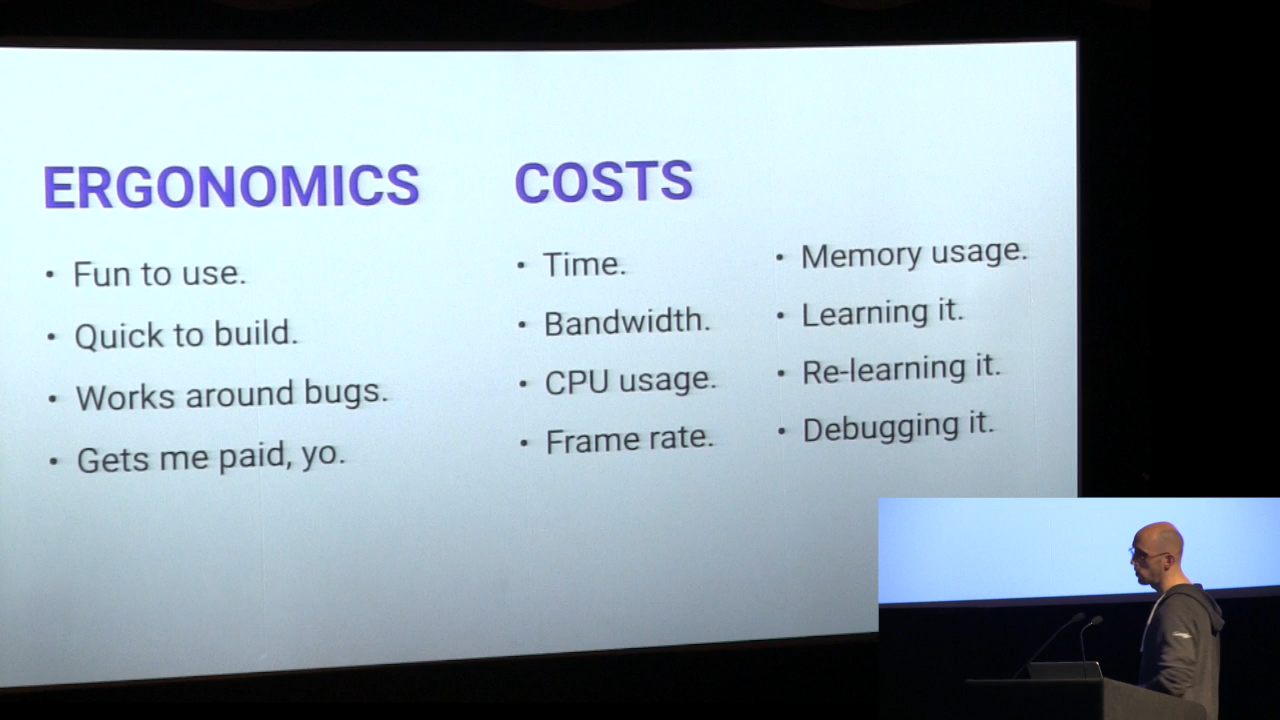 ERGONOMICS
• Fun to use.
• Quick to build.
• Works around bugs.
• Gets me paid, yo.
COSTS
• Time.
• Bandwidth.
• CPU usage.
• Frame rate.
• Memory usage.
• Learning it.
• Re-learning it.
• Debugging it.